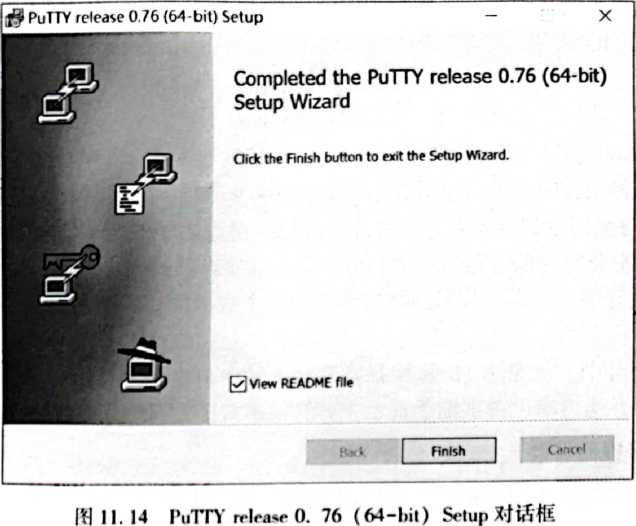 PuTTY release 0.76 (64-bit) Setup
Completed the PuTTY release 0.76 (64-bit)
Setup Wizard
Click the Finish button to exit the Setup Wizard.
View README file
Back
Finish
Cancel
图 11.14 PuTTY release 0. 76 (64-bit) Setup 对话框